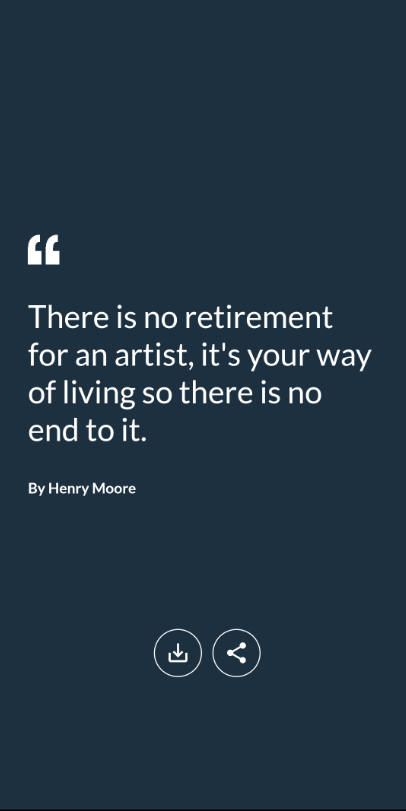 “
There is no retirement
for an artist, it's your way
of living so there is no
end to it.
By Henry Moore